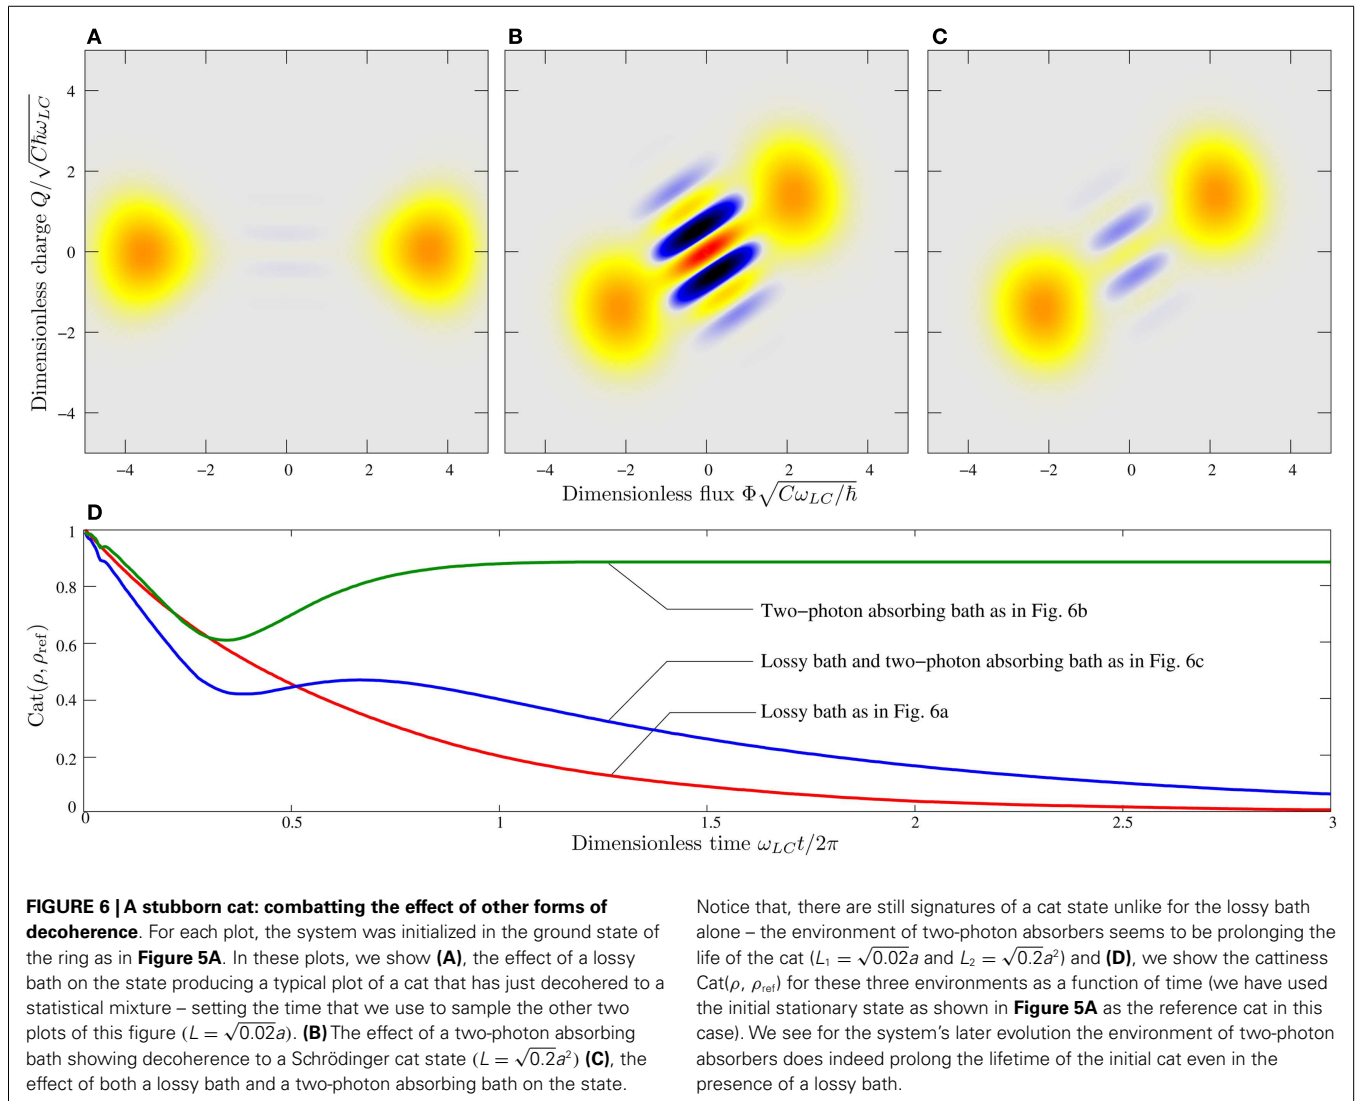 A
B
C
4
2
0
−2
−4
Dimensionless charge Q/√Cℏω_LC
−4 −2 0 2 4
−4 −2 0 2 4
−4 −2 0 2 4
Dimensionless flux Φ√Cω_LC/ℏ
D
1
0.8
0.6
0.4
0.2
0
Cat(ρ, ρ_ref)
Two−photon absorbing bath as in Fig. 6b
Lossy bath and two−photon absorbing bath as in Fig. 6c
Lossy bath as in Fig. 6a
0 0.5 1 1.5 2 2.5 3
Dimensionless time ω_LC t/2π
FIGURE 6 | A stubborn cat: combatting the effect of other forms of
decoherence. For each plot, the system was initialized in the ground state of
the ring as in Figure 5A. In these plots, we show (A), the effect of a lossy
bath on the state producing a typical plot of a cat that has just decohered to a
statistical mixture – setting the time that we use to sample the other two
plots of this figure (L = √0.02a). (B) The effect of a two-photon absorbing
bath showing decoherence to a Schrödinger cat state (L = √0.2a²) (C), the
effect of both a lossy bath and a two-photon absorbing bath on the state.
Notice that, there are still signatures of a cat state unlike for the lossy bath
alone – the environment of two-photon absorbers seems to be prolonging the
life of the cat (L₁ = √0.02a and L₂ = √0.2a²) and (D), we show the cattiness
Cat(ρ, ρ_ref) for these three environments as a function of time (we have used
the initial stationary state as shown in Figure 5A as the reference cat in this
case). We see for the system's later evolution the environment of two-photon
absorbers does indeed prolong the lifetime of the initial cat even in the
presence of a lossy bath.